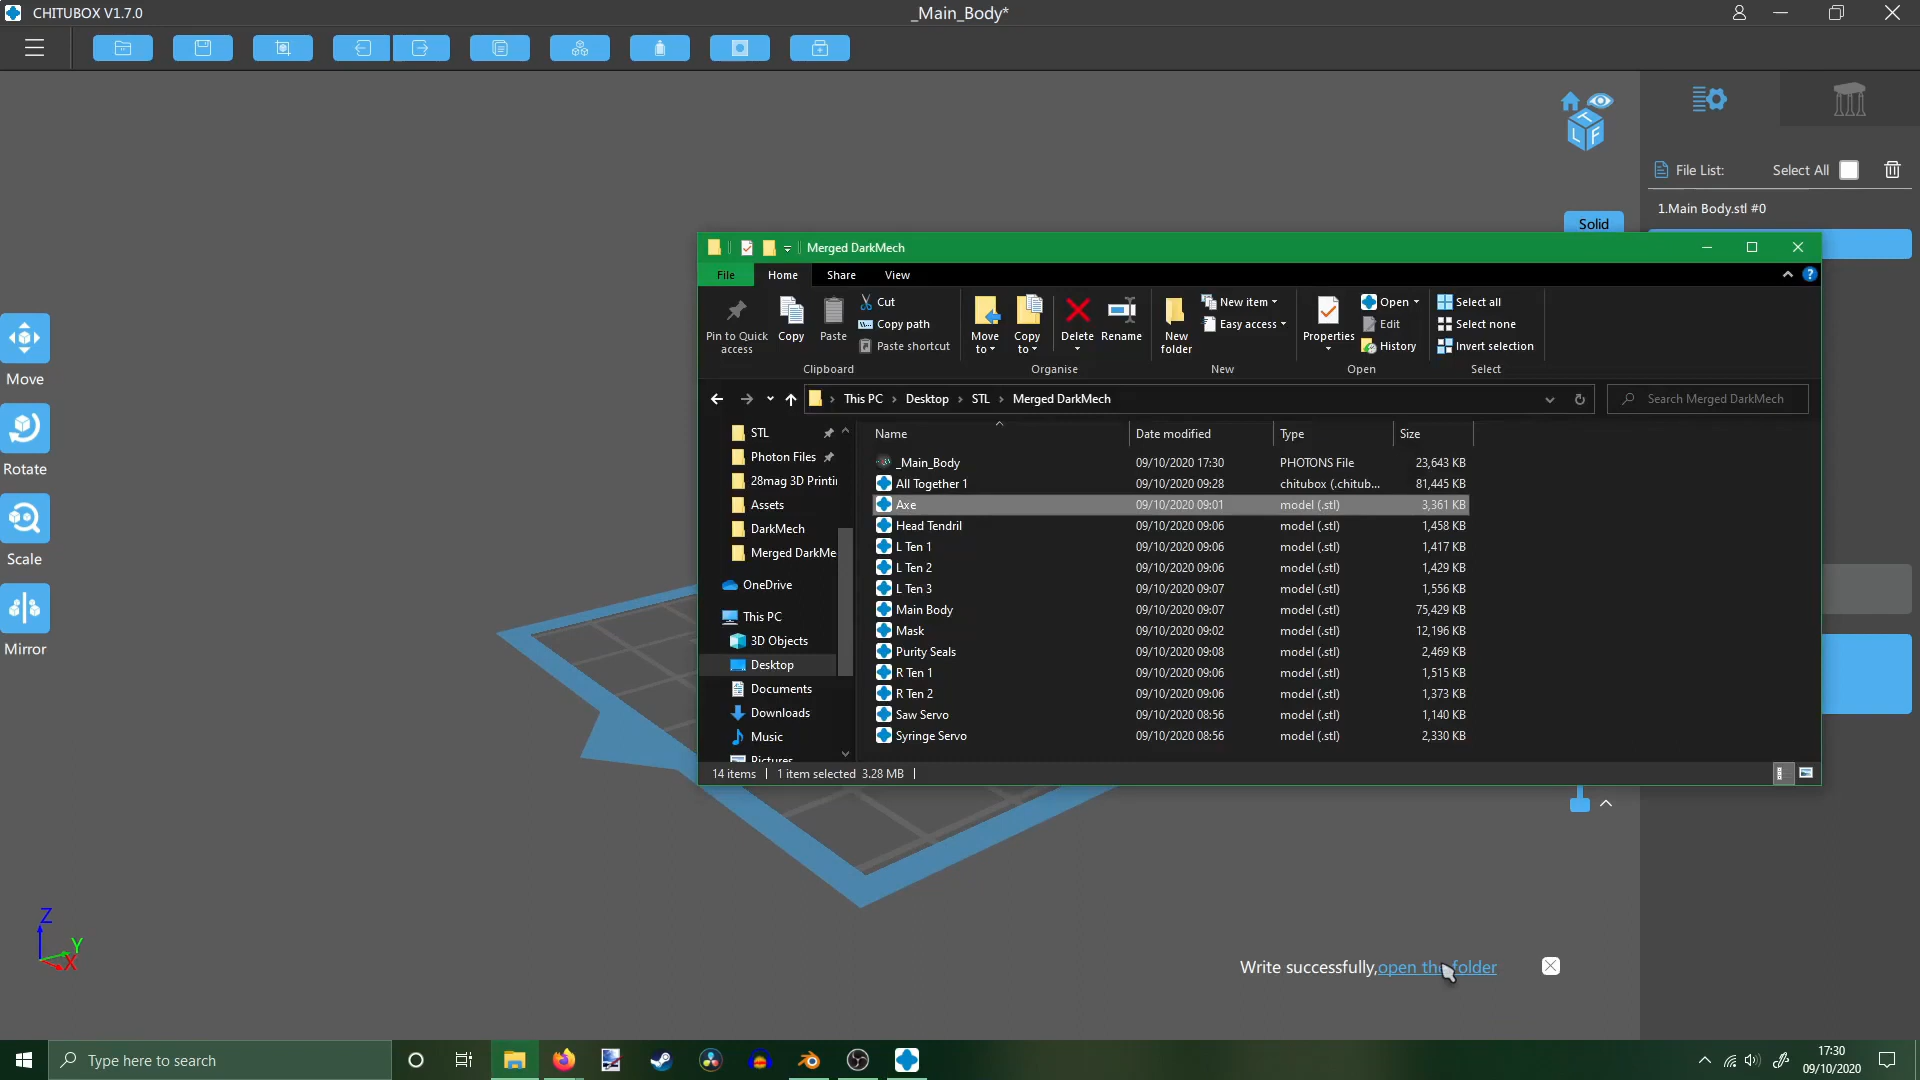 CHITUBOX V1.7.0
_Main_Body*
File List: Select All
1.Main Body.stl #0
Solid
Move
Rotate
Scale
Mirror
T L F
Merged DarkMech
File Home Share View
Pin to Quick access
Copy
Paste
Cut
Copy path
Paste shortcut
Clipboard
Move to
Copy to
Delete
Rename
Organise
New folder
New item
Easy access
New
Properties
Open
Edit
History
Open
Select all
Select none
Invert selection
Select
This PC Desktop STL Merged DarkMech
Search Merged DarkMech
STL
Photon Files
28mag 3D Printi
Assets
DarkMech
Merged DarkMe
OneDrive
This PC
3D Objects
Desktop
Documents
Downloads
Music
Pictures
Name Date modified Type Size
_Main_Body 09/10/2020 17:30 PHOTONS File 23,643 KB
All Together 1 09/10/2020 09:28 chitubox (.chitub... 81,445 KB
Axe 09/10/2020 09:01 model (.stl) 3,361 KB
Head Tendril 09/10/2020 09:06 model (.stl) 1,458 KB
L Ten 1 09/10/2020 09:06 model (.stl) 1,417 KB
L Ten 2 09/10/2020 09:06 model (.stl) 1,429 KB
L Ten 3 09/10/2020 09:07 model (.stl) 1,556 KB
Main Body 09/10/2020 09:07 model (.stl) 75,429 KB
Mask 09/10/2020 09:02 model (.stl) 12,196 KB
Purity Seals 09/10/2020 09:08 model (.stl) 2,469 KB
R Ten 1 09/10/2020 09:06 model (.stl) 1,515 KB
R Ten 2 09/10/2020 09:06 model (.stl) 1,373 KB
Saw Servo 09/10/2020 08:56 model (.stl) 1,140 KB
Syringe Servo 09/10/2020 08:56 model (.stl) 2,330 KB
14 items 1 item selected 3.28 MB
Z
Y
X
Write successfully,open the folder
Type here to search
17:30
09/10/2020